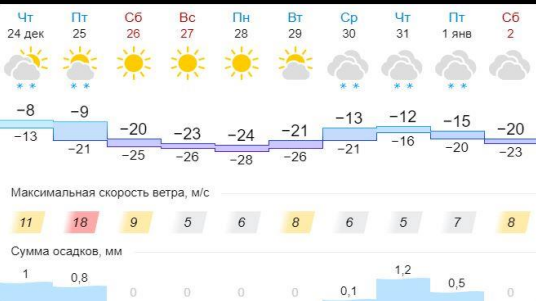 Чт Пт Сб Вс Пн Вт Ср Чт Пт Сб
24 дек 25 26 27 28 29 30 31 1 янв 2
−8 −9 −20 −23 −24 −21 −13 −12 −15 −20
−13 −21 −25 −26 −28 −26 −21 −16 −20 −23
Максимальная скорость ветра, м/с
11 18 9 5 6 8 6 5 7 8
Сумма осадков, мм
1 0,8 0 0 0 0 0,1 1,2 0,5 0